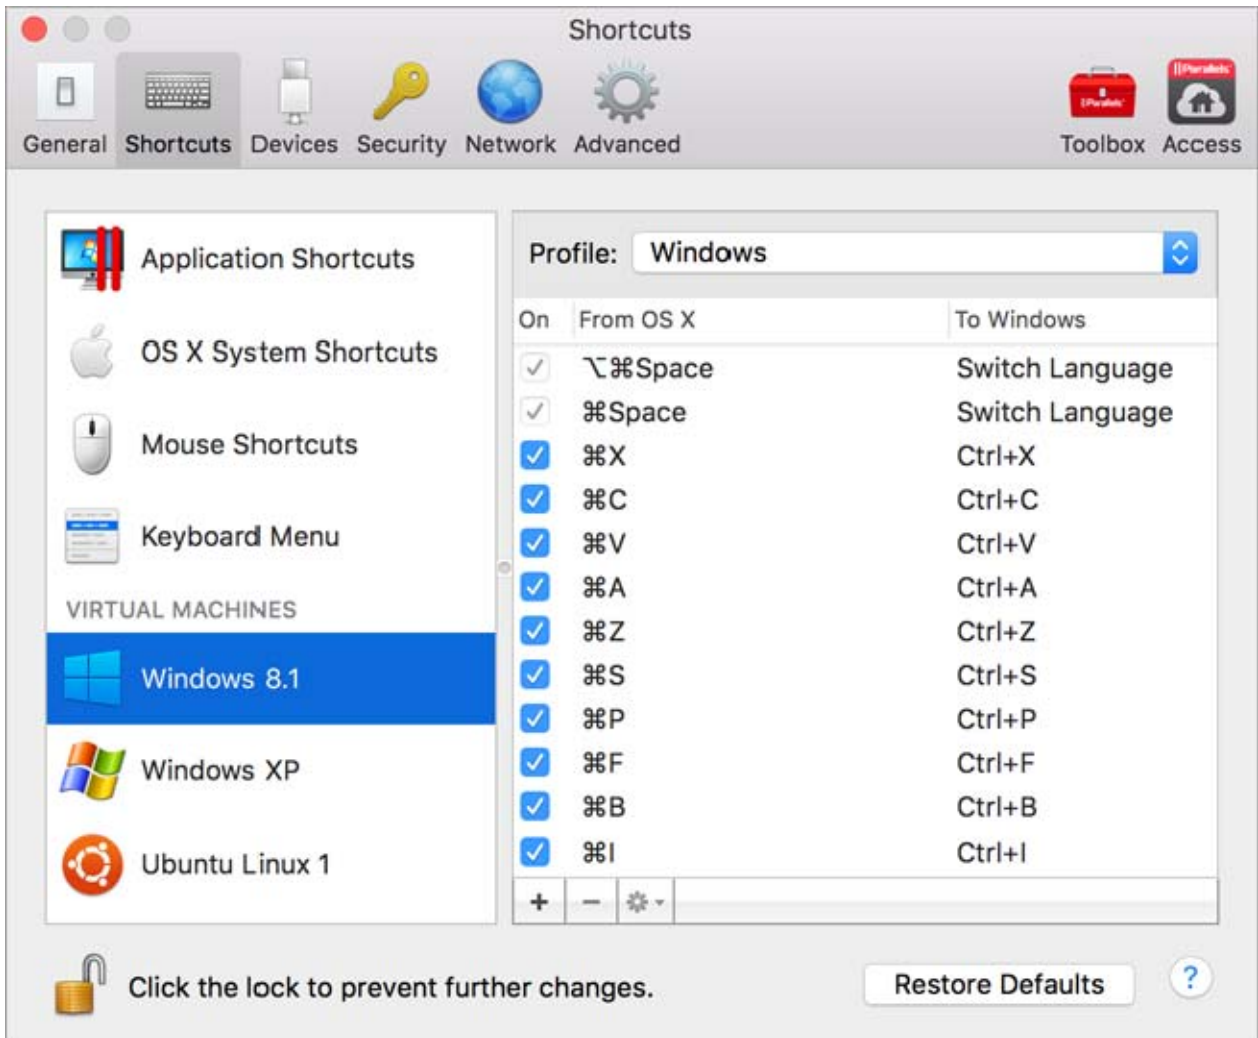 Shortcuts
General Shortcuts Devices Security Network Advanced Toolbox Access
||Parallels
||Parallels
Application Shortcuts
OS X System Shortcuts
Mouse Shortcuts
Keyboard Menu
VIRTUAL MACHINES
Windows 8.1
Windows XP
Ubuntu Linux 1
Profile: Windows
On From OS X To Windows
⌥⌘Space Switch Language
⌘Space Switch Language
⌘X Ctrl+X
⌘C Ctrl+C
⌘V Ctrl+V
⌘A Ctrl+A
⌘Z Ctrl+Z
⌘S Ctrl+S
⌘P Ctrl+P
⌘F Ctrl+F
⌘B Ctrl+B
⌘I Ctrl+I
+ −
Click the lock to prevent further changes. Restore Defaults ?